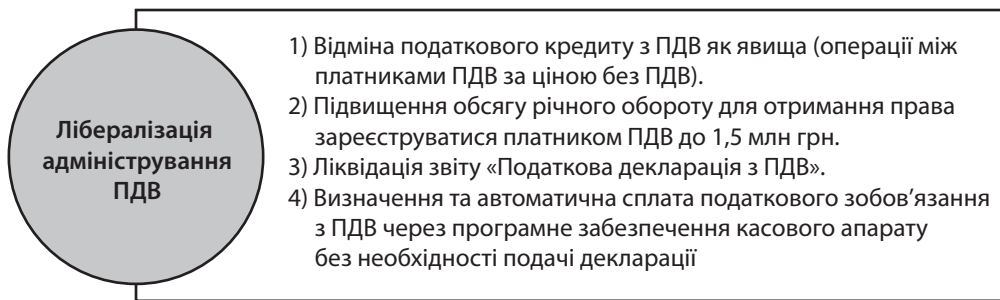 Лібералізація
адміністрування
ПДВ
1) Відміна податкового кредиту з ПДВ як явища (операції між
платниками ПДВ за ціною без ПДВ).
2) Підвищення обсягу річного обороту для отримання права
зареєструватися платником ПДВ до 1,5 млн грн.
3) Ліквідація звіту «Податкова декларація з ПДВ».
4) Визначення та автоматична сплата податкового зобов’язання
з ПДВ через програмне забезпечення касового апарату
без необхідності подачі декларації